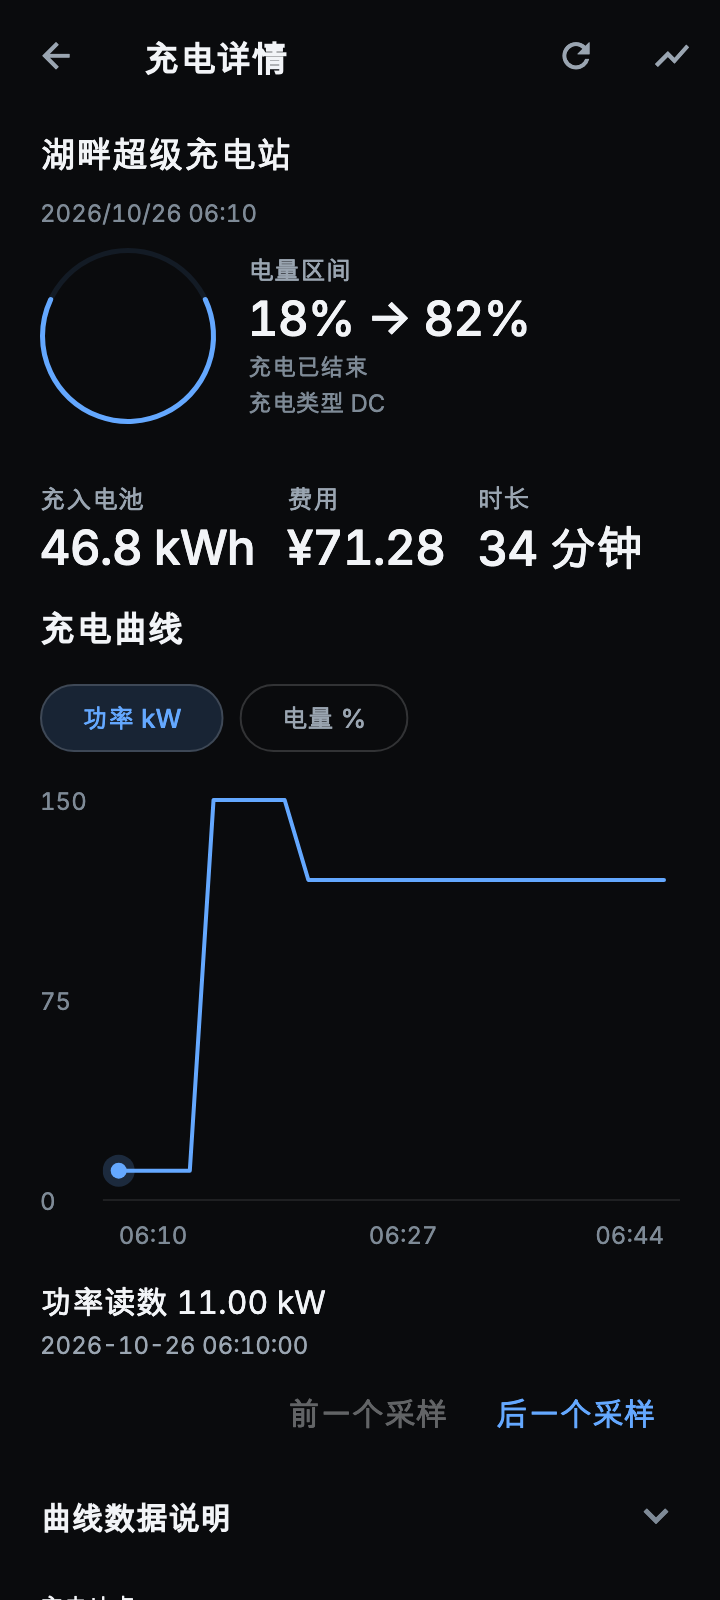 充电详情
湖畔超级充电站
2026/10/26 06:10
电量区间
18% → 82%
充电已结束
充电类型 DC
充入电池 费用 时长
46.8 kWh ¥71.28 34 分钟
充电曲线
功率 kW 电量 %
150
75
0
06:10 06:27 06:44
功率读数 11.00 kW
2026-10-26 06:10:00
前一个采样 后一个采样
曲线数据说明